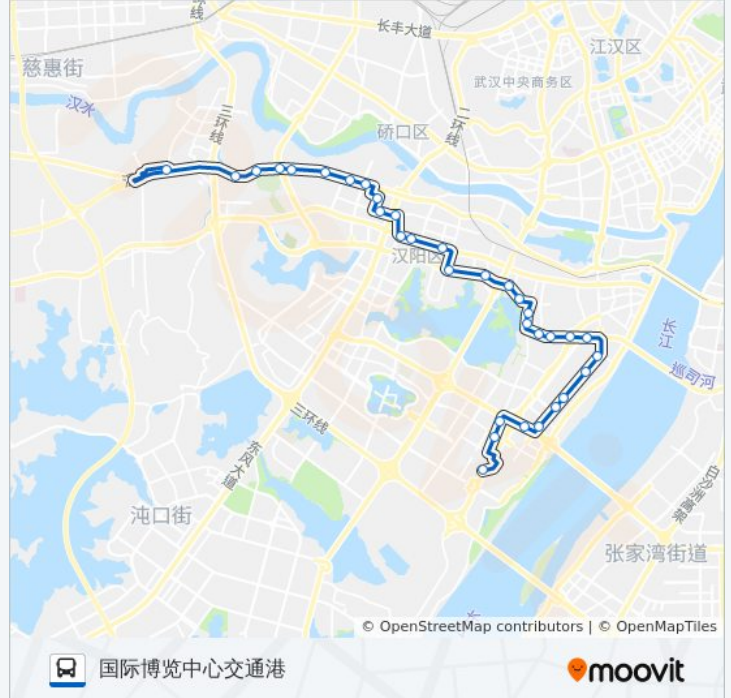 长丰大道
江汉区
慈惠街
武汉中央商务区
汉水
三环线
硚口区
二环线
汉阳区
长江
巡司河
三环线
东风大道
白沙洲高架
沌口街
张家湾街道
© OpenStreetMap contributors | © OpenMapTiles
国际博览中心交通港
moovit